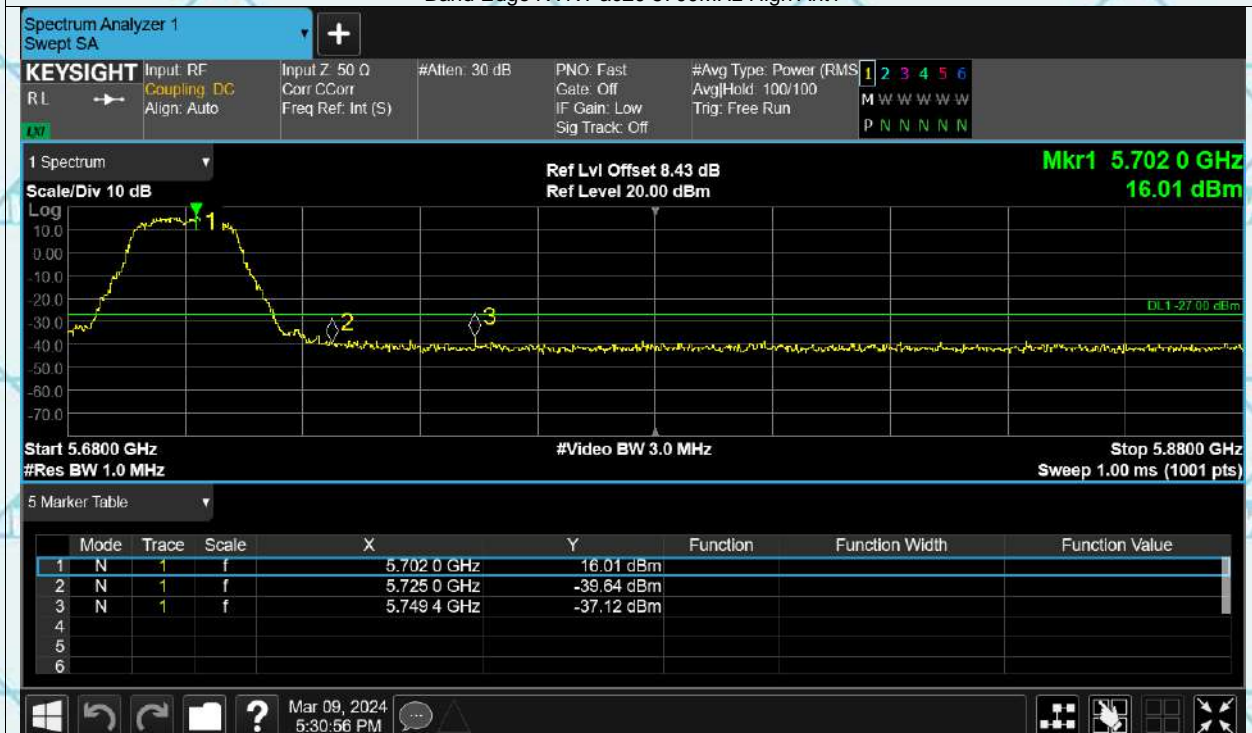 Spectrum Analyzer 1
Swept SA
+
KEYSIGHT
RL
LXI
Input: RF
Coupling: DC
Align: Auto
Input Z: 50 Ω
Corr CCorr
Freq Ref: Int (S)
#Atten: 30 dB
PNO: Fast
Gate: Off
IF Gain: Low
Sig Track: Off
#Avg Type: Power (RMS
Avg|Hold: 100/100
Trig: Free Run
1 2 3 4 5 6
M W W W W W
P N N N N N
1 Spectrum
Scale/Div 10 dB
Ref Lvl Offset 8.43 dB
Ref Level 20.00 dBm
Mkr1 5.702 0 GHz
16.01 dBm
Log
10.0
0.00
-10.0
-20.0
-30.0
-40.0
-50.0
-60.0
-70.0
1
2
3
DL1 -27.00 dBm
Start 5.6800 GHz
#Video BW 3.0 MHz
Stop 5.8800 GHz
#Res BW 1.0 MHz
Sweep 1.00 ms (1001 pts)
5 Marker Table
Mode Trace Scale X Y Function Function Width Function Value
1 N 1 f 5.702 0 GHz 16.01 dBm
2 N 1 f 5.725 0 GHz -39.64 dBm
3 N 1 f 5.749 4 GHz -37.12 dBm
4
5
6
?
Mar 09, 2024
5:30:56 PM